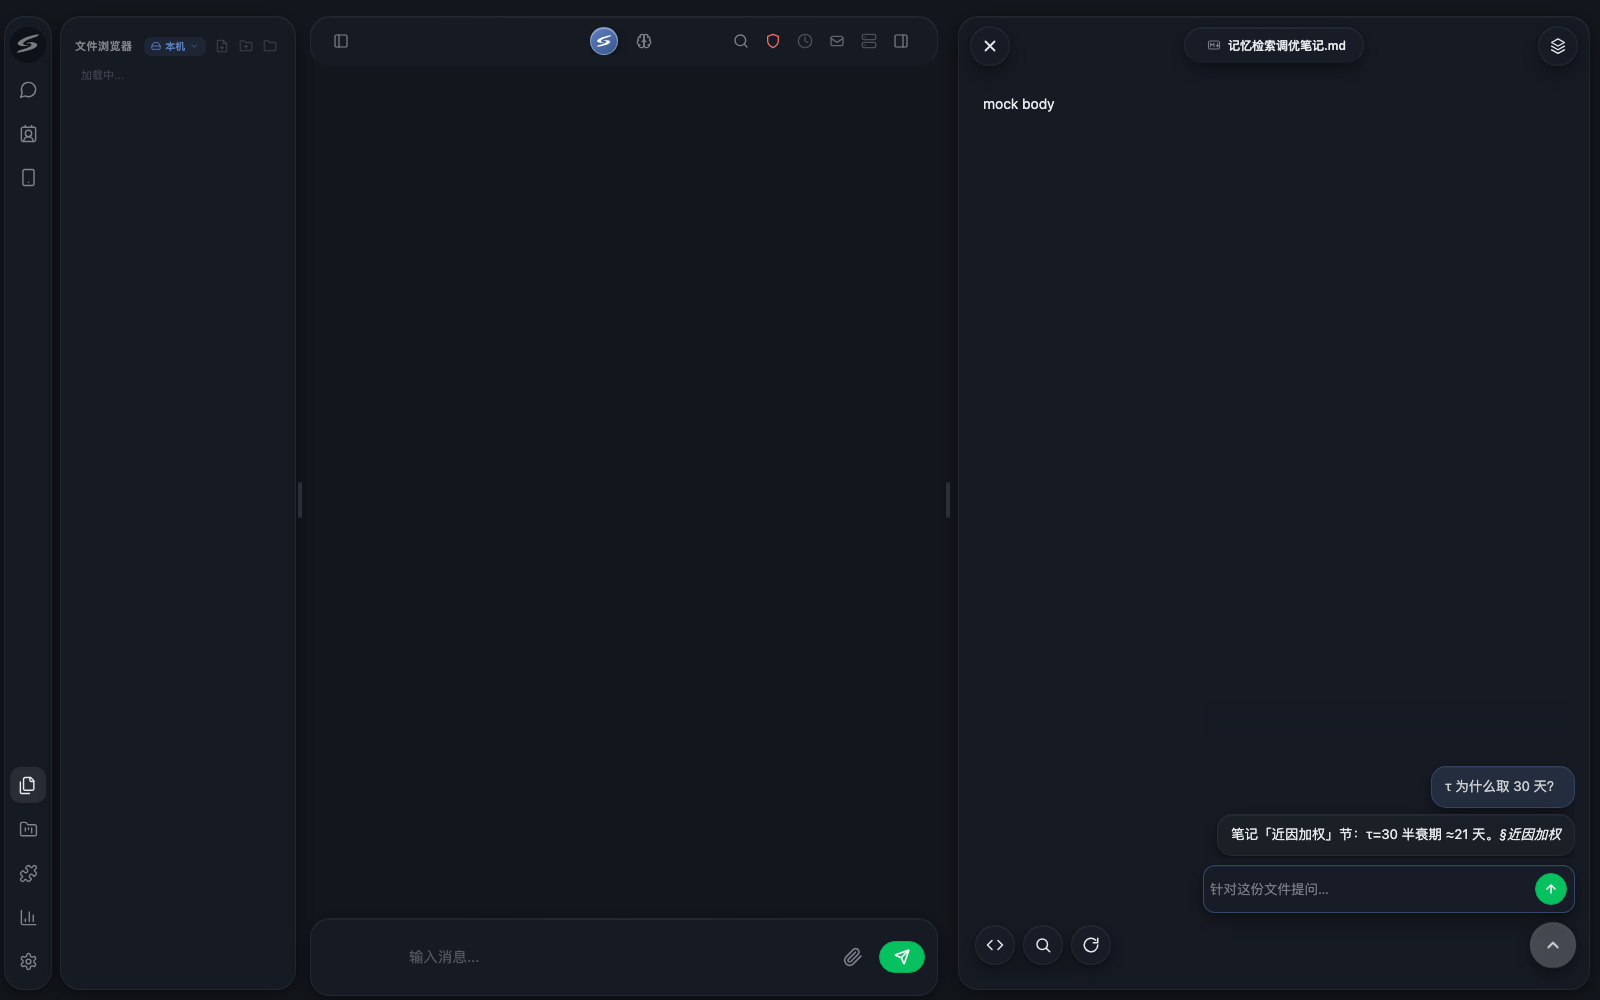 文件浏览器
本机
加载中...
记忆检索调优笔记.md
mock body
τ 为什么取 30 天?
笔记「近因加权」节：τ=30 半衰期 ≈21 天。§近因加权
针对这份文件提问...
输入消息...